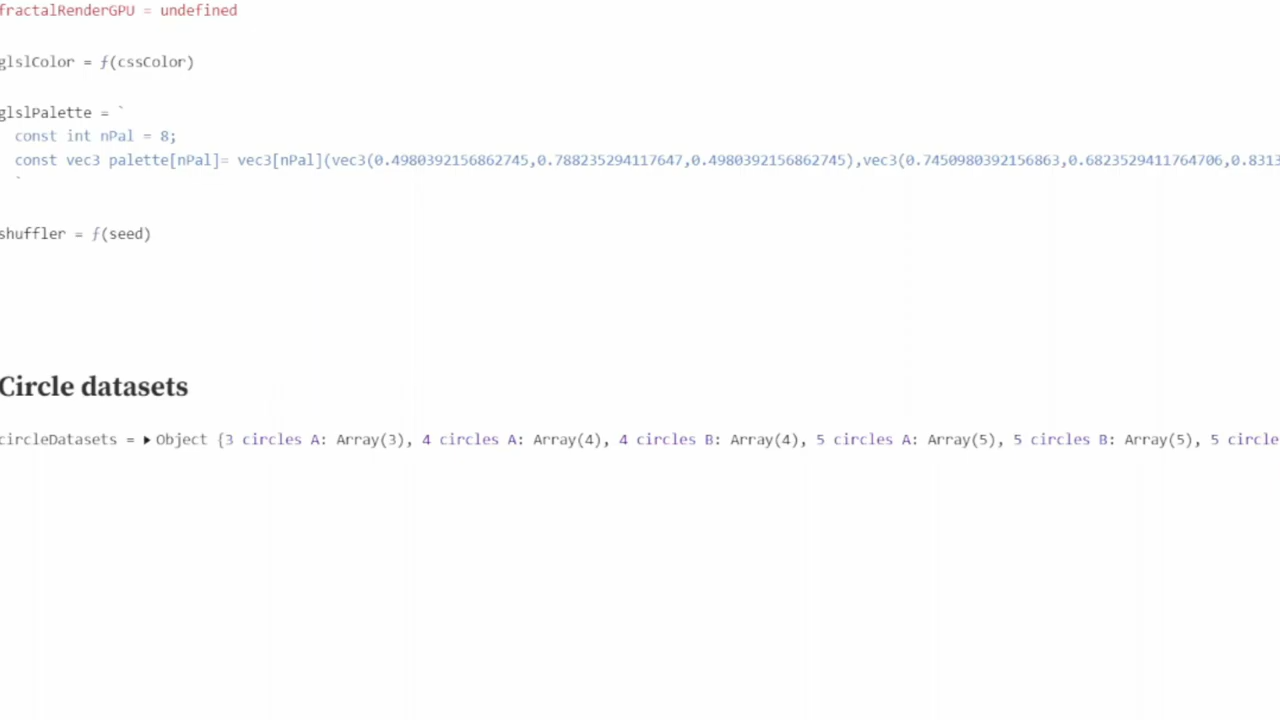 fractalRenderGPU = undefined
glslColor = ƒ(cssColor)
glslPalette = `
const int nPal = 8;
const vec3 palette[nPal]= vec3[nPal](vec3(0.4980392156862745,0.788235294117647,0.4980392156862745),vec3(0.7450980392156863,0.6823529411764706,0.8313
`
shuffler = ƒ(seed)
Circle datasets
circleDatasets = ▸ Object {3 circles A: Array(3), 4 circles A: Array(4), 4 circles B: Array(4), 5 circles A: Array(5), 5 circles B: Array(5), 5 circle